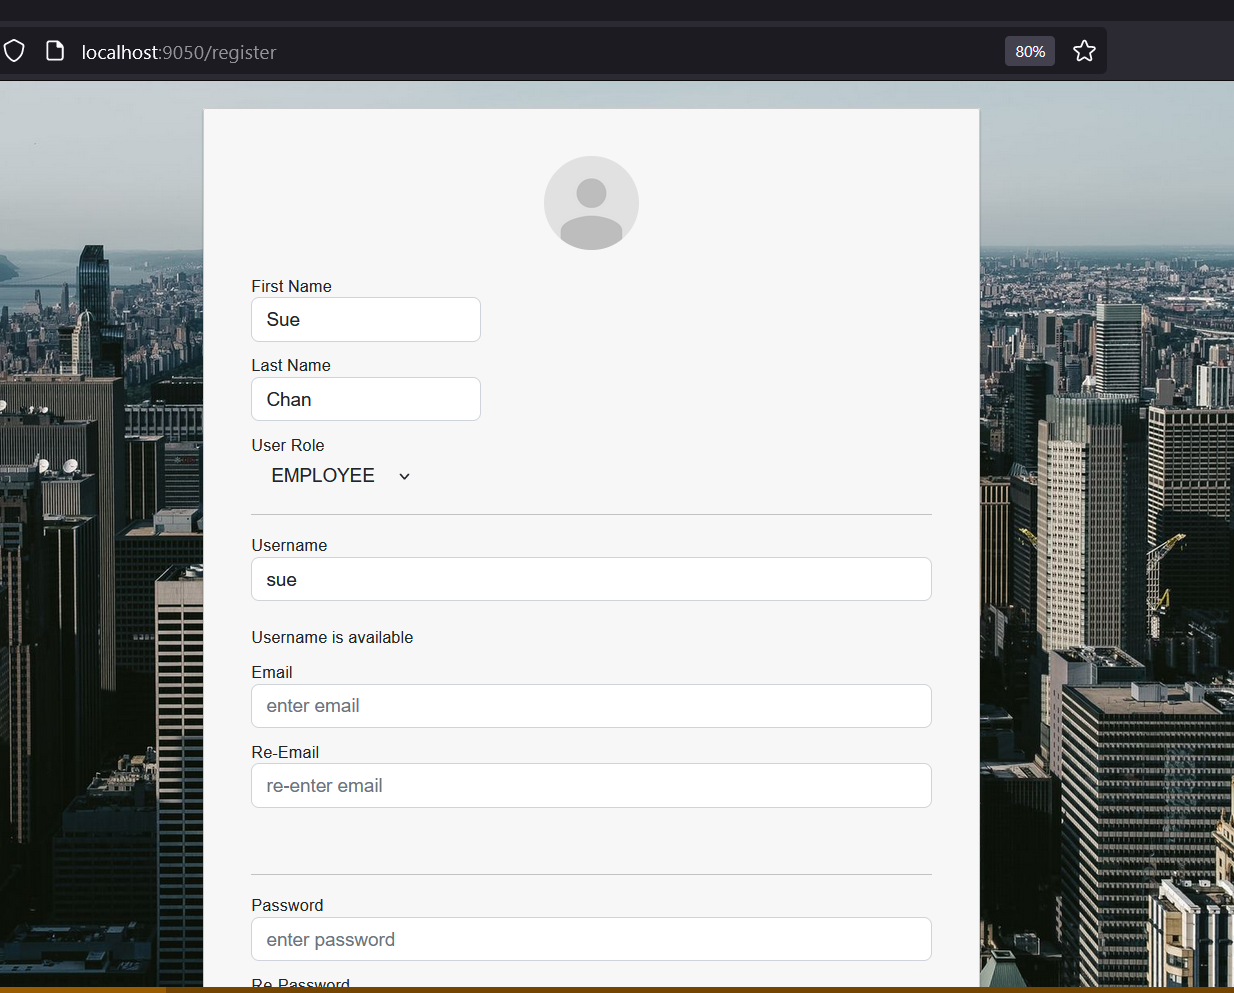 localhost:9050/register
80%
First Name
Sue
Last Name
Chan
User Role
EMPLOYEE
Username
sue
Username is available
Email
enter email
Re-Email
re-enter email
Password
enter password
Re Password